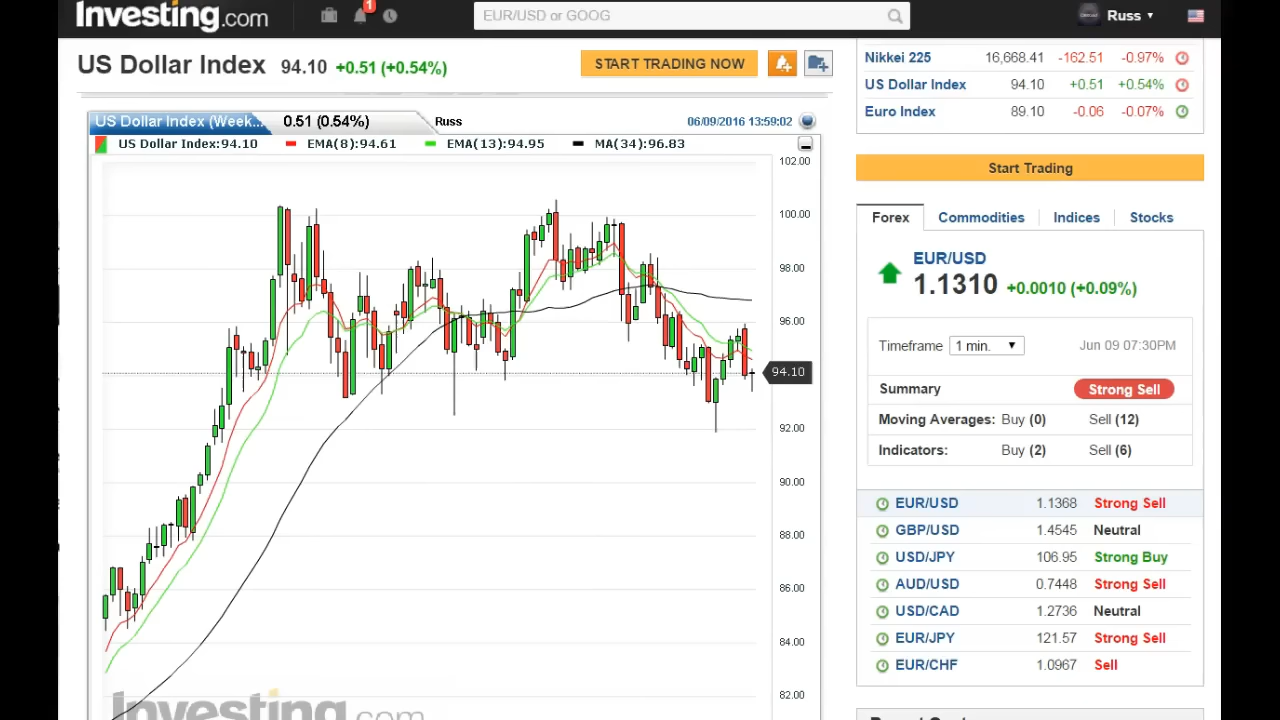 Investing.com
1
EUR/USD or GOOG
Russ
US Dollar Index 94.10 +0.51 (+0.54%)
START TRADING NOW
US Dollar Index (Week... 0.51 (0.54%) Russ 06/09/2016 13:59:02
US Dollar Index:94.10 EMA(8):94.61 EMA(13):94.95 MA(34):96.83
102.00
100.00
98.00
96.00
94.10
92.00
90.00
88.00
86.00
84.00
82.00
Investing.com
Nikkei 225 16,668.41 -162.51 -0.97%
US Dollar Index 94.10 +0.51 +0.54%
Euro Index 89.10 -0.06 -0.07%
Start Trading
Forex Commodities Indices Stocks
EUR/USD
1.1310 +0.0010 (+0.09%)
Timeframe 1 min. Jun 09 07:30PM
Summary Strong Sell
Moving Averages: Buy (0) Sell (12)
Indicators: Buy (2) Sell (6)
EUR/USD 1.1368 Strong Sell
GBP/USD 1.4545 Neutral
USD/JPY 106.95 Strong Buy
AUD/USD 0.7448 Strong Sell
USD/CAD 1.2736 Neutral
EUR/JPY 121.57 Strong Sell
EUR/CHF 1.0967 Sell